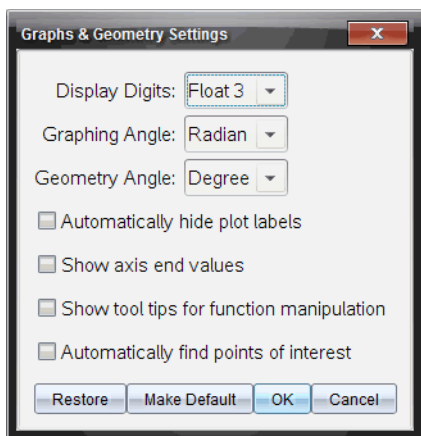 Graphs & Geometry Settings
Display Digits: Float 3
Graphing Angle: Radian
Geometry Angle: Degree
Automatically hide plot labels
Show axis end values
Show tool tips for function manipulation
Automatically find points of interest
Restore Make Default OK Cancel